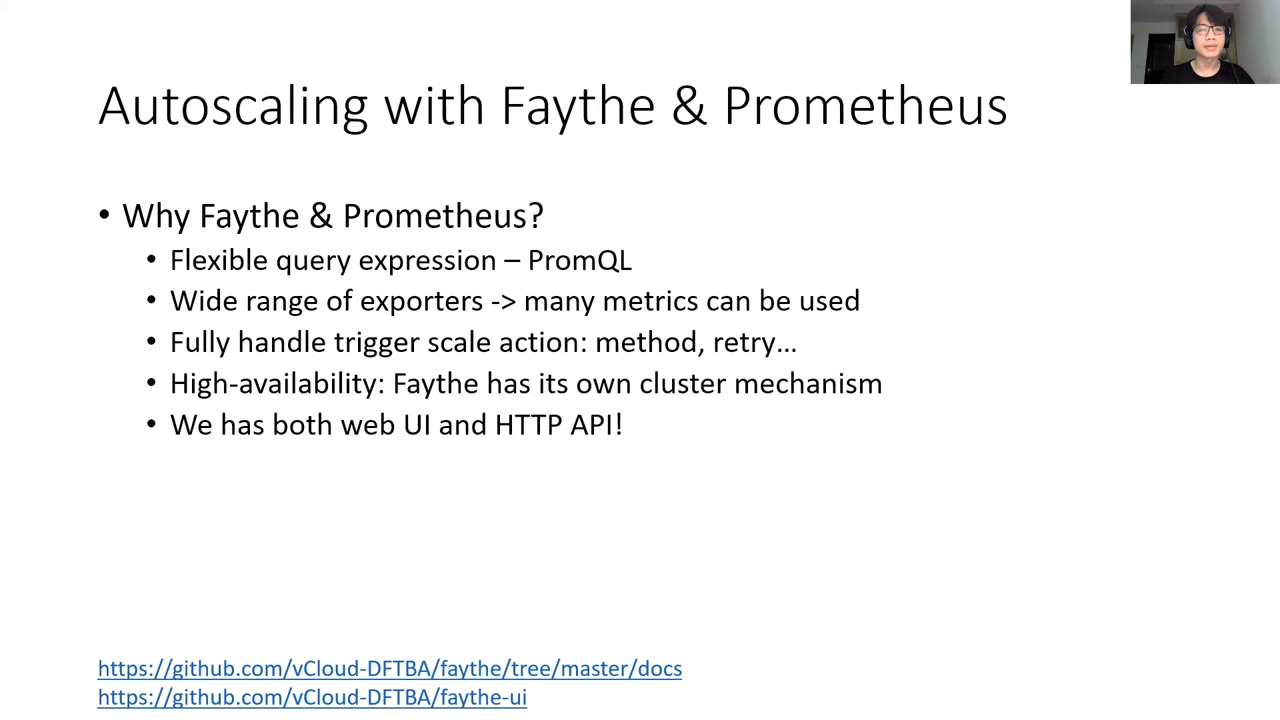 Autoscaling with Faythe & Prometheus
• Why Faythe & Prometheus?
• Flexible query expression – PromQL
• Wide range of exporters -> many metrics can be used
• Fully handle trigger scale action: method, retry…
• High-availability: Faythe has its own cluster mechanism
• We has both web UI and HTTP API!
https://github.com/vCloud-DFTBA/faythe/tree/master/docs
https://github.com/vCloud-DFTBA/faythe-ui